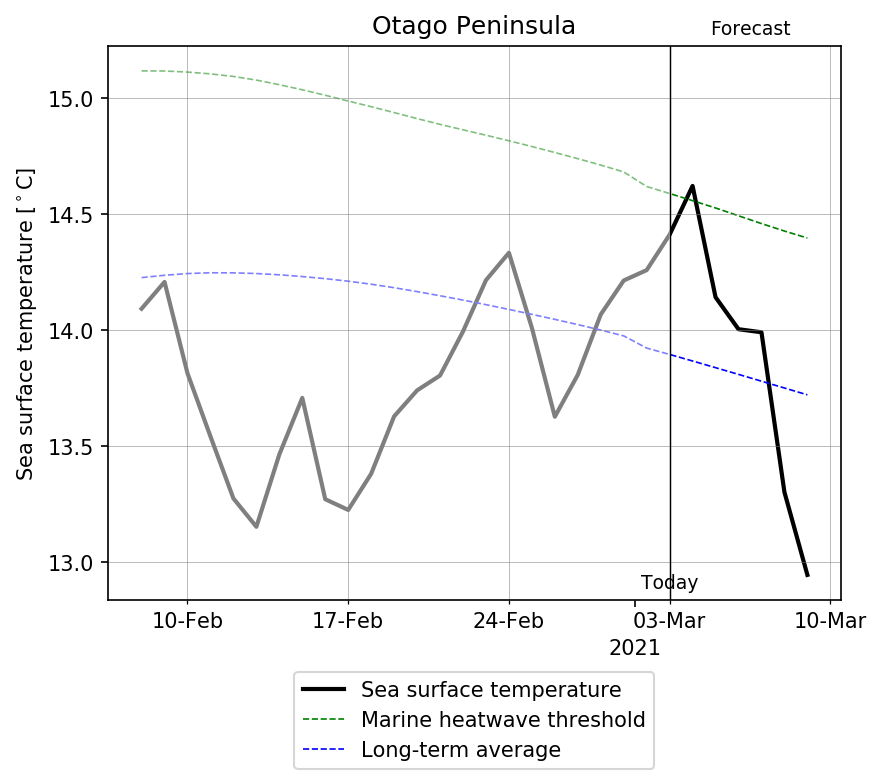 Otago Peninsula
Forecast
Sea surface temperature [°C]
15.0
14.5
14.0
13.5
13.0
Today
10-Feb 17-Feb 24-Feb 03-Mar 10-Mar
2021
Sea surface temperature
Marine heatwave threshold
Long-term average